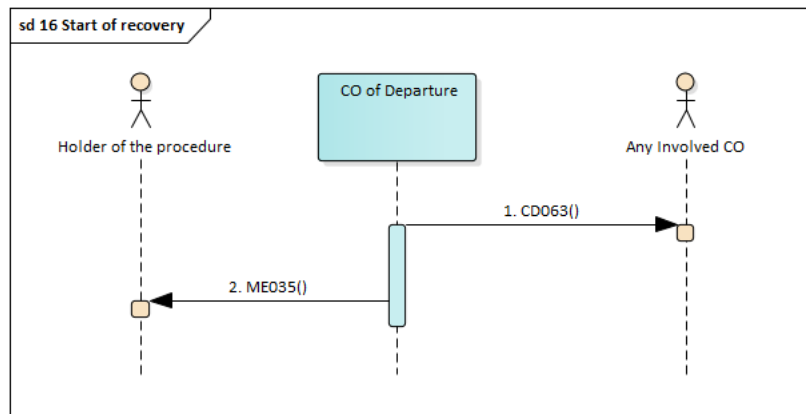 sd 16 Start of recovery
Holder of the procedure
CO of Departure
Any Involved CO
1. CD063()
2. ME035()